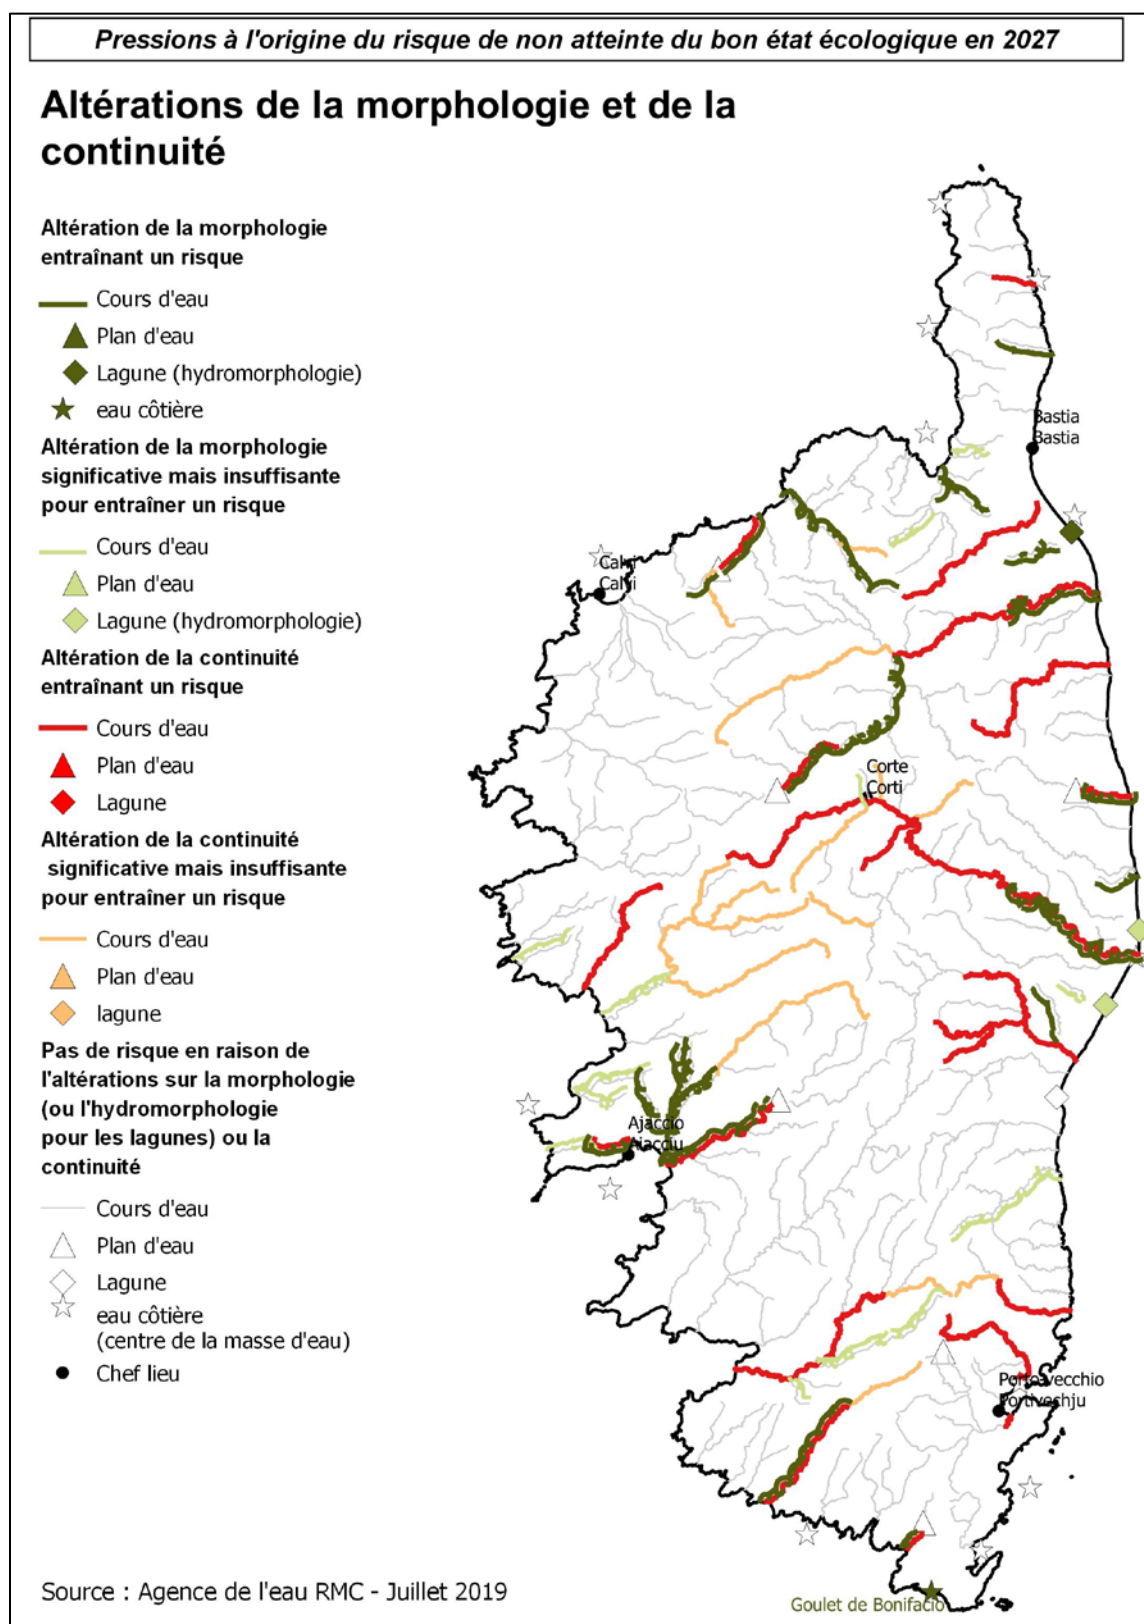 Pressions à l'origine du risque de non atteinte du bon état écologique en 2027
Altérations de la morphologie et de la
continuité
Altération de la morphologie
entraînant un risque
Cours d'eau
Plan d'eau
Lagune (hydromorphologie)
eau côtière
Altération de la morphologie
significative mais insuffisante
pour entraîner un risque
Cours d'eau
Plan d'eau
Lagune (hydromorphologie)
Altération de la continuité
entraînant un risque
Cours d'eau
Plan d'eau
Lagune
Altération de la continuité
significative mais insuffisante
pour entraîner un risque
Cours d'eau
Plan d'eau
lagune
Pas de risque en raison de
l'altérations sur la morphologie
(ou l'hydromorphologie
pour les lagunes) ou la
continuité
Cours d'eau
Plan d'eau
Lagune
eau côtière
(centre de la masse d'eau)
Chef lieu
Bastia
Bastia
Calvi
Calvi
Corte
Corti
Ajaccio
Aiacciu
Porto-vecchio
Portivechju
Goulet de Bonifacio
Source : Agence de l'eau RMC - Juillet 2019